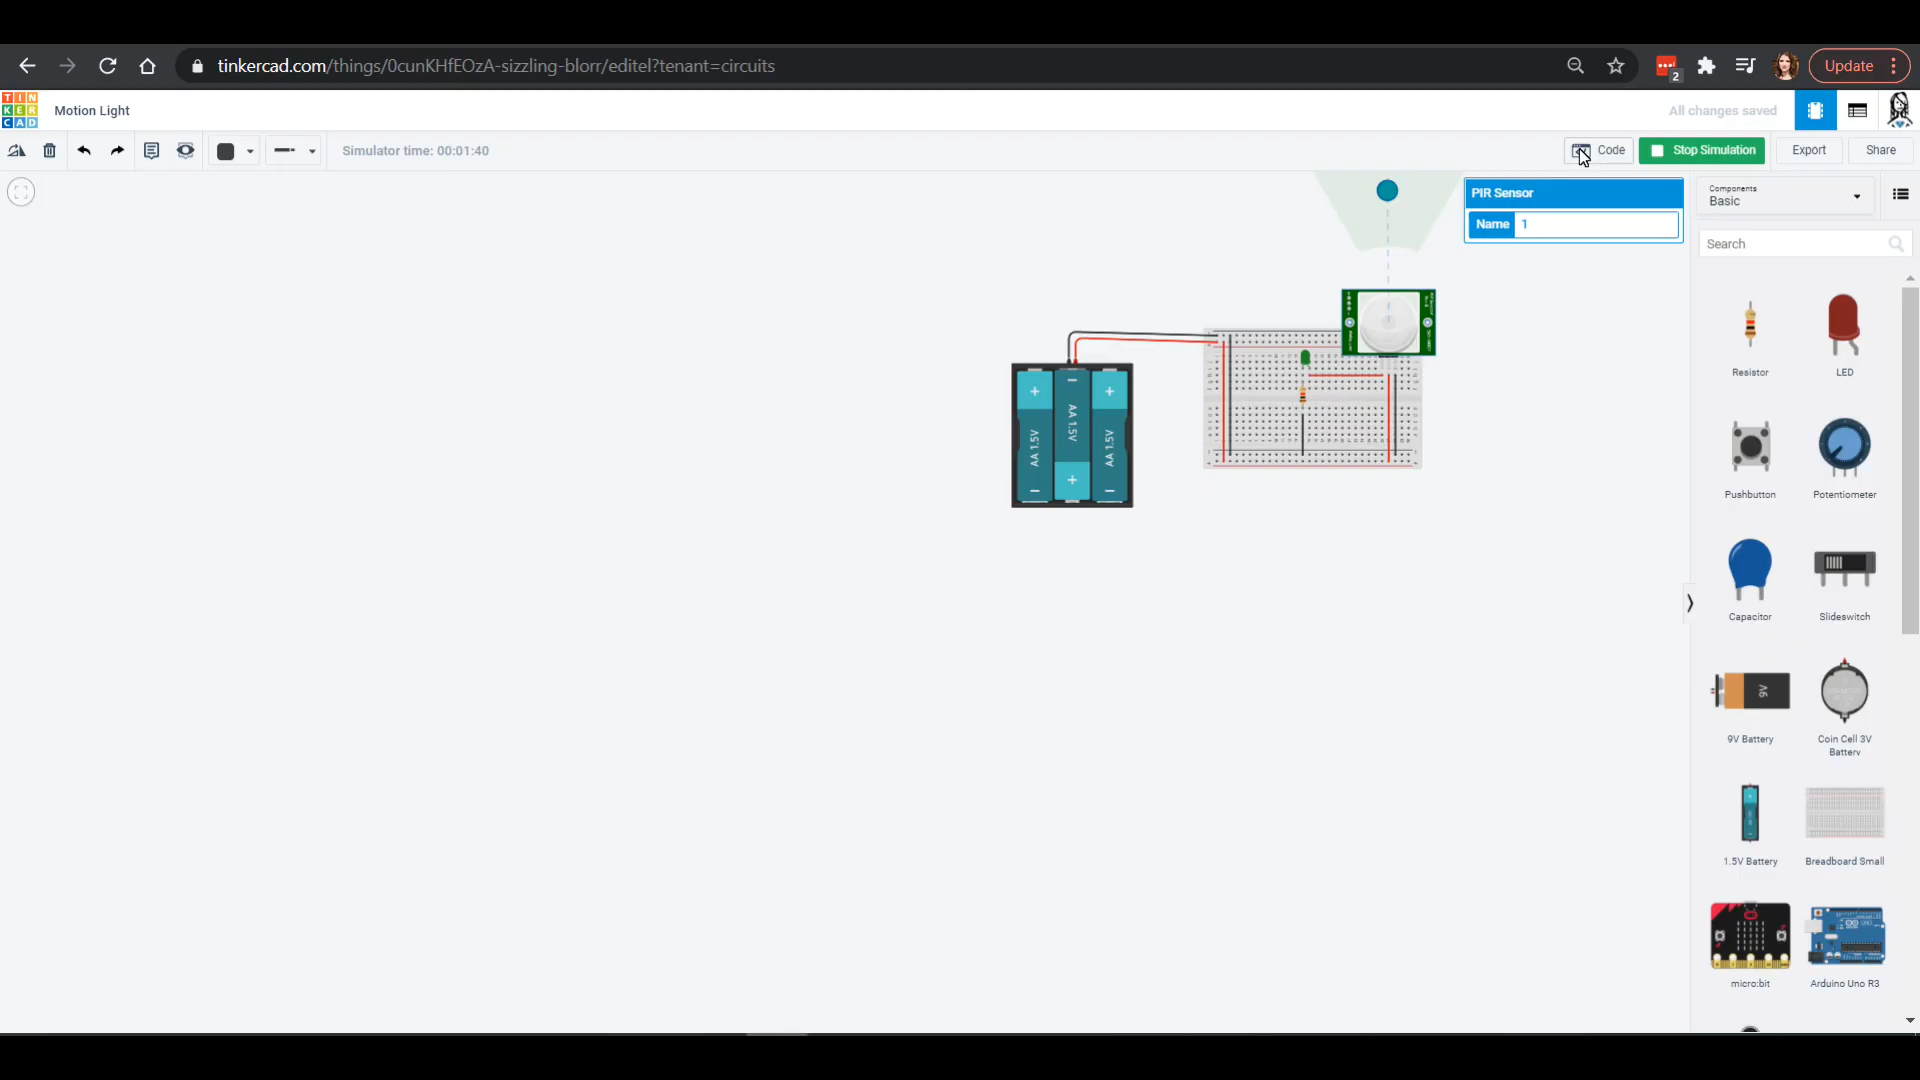 tinkercad.com/things/0cunKHfEOzA-sizzling-blorr/editel?tenant=circuits
2
Update
TIN
KER
CAD
Motion Light
All changes saved
Simulator time: 00:01:40
Code
Stop Simulation
Export
Share
PIR Sensor
Name 1
Components
Basic
Search
Resistor
LED
Pushbutton
Potentiometer
Capacitor
Slideswitch
9V
9V Battery
Coin Cell 3V
Battery
1.5V Battery
Breadboard Small
micro:bit
Arduino Uno R3
+ − +
AA 1.5V
AA 1.5V
AA 1.5V
− + −